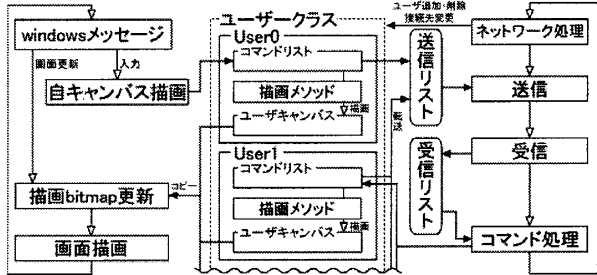 windowsメッセージ
画面更新
入力
自キャンバス描画
描画bitmap更新
コピー
画面描画
ユーザークラス
User0
コマンドリスト
描画メソッド
描画
ユーザキャンバス
User1
コマンドリスト
描画メソッド
描画
ユーザキャンバス
ユーザ追加・削除
接続先変更
送信リスト
転送
受信リスト
ネットワーク処理
送信
受信
コマンド処理